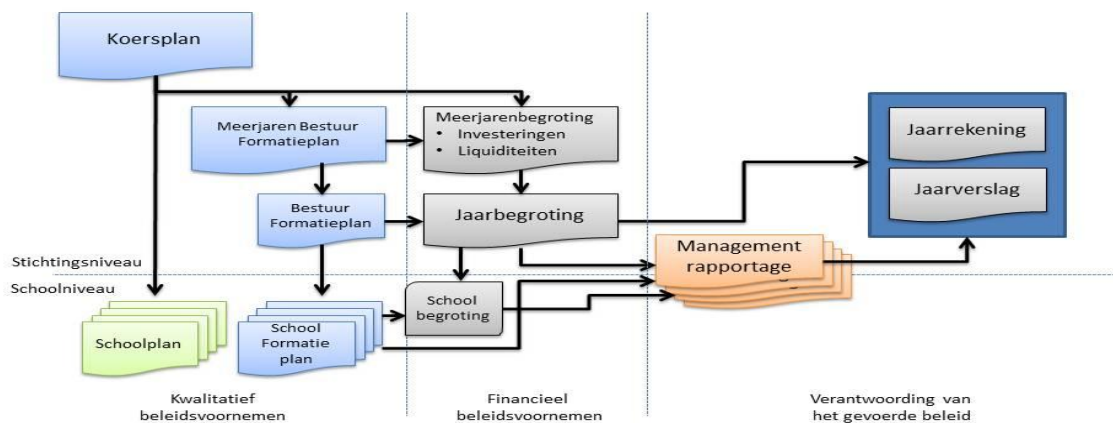 Koersplan
Meerjaren Bestuur
Formatieplan
Meerjarenbegroting
• Investeringen
• Liquiditeiten
Jaarrekening
Jaarverslag
Bestuur
Formatieplan
Jaarbegroting
Management
rapportage
Stichtingsniveau
Schoolniveau
Schoolplan
School
Formatie
plan
School
begroting
Kwalitatief
beleidsvoornemen
Financieel
beleidsvoornemen
Verantwoording van
het gevoerde beleid